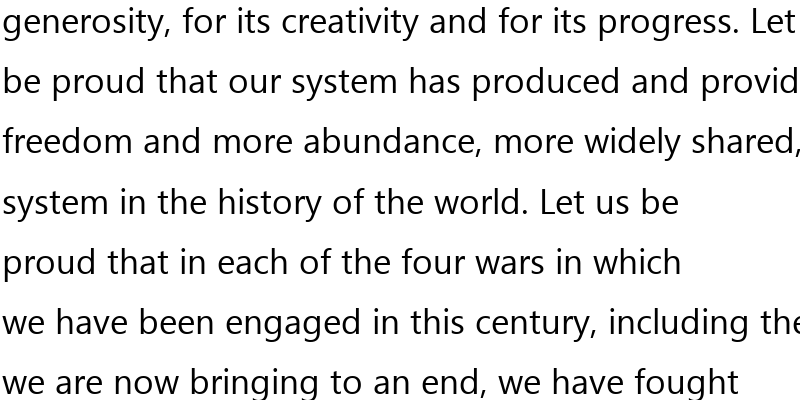 generosity, for its creativity and for its progress. Let
be proud that our system has produced and provid
freedom and more abundance, more widely shared,
system in the history of the world. Let us be
proud that in each of the four wars in which
we have been engaged in this century, including the
we are now bringing to an end, we have fought